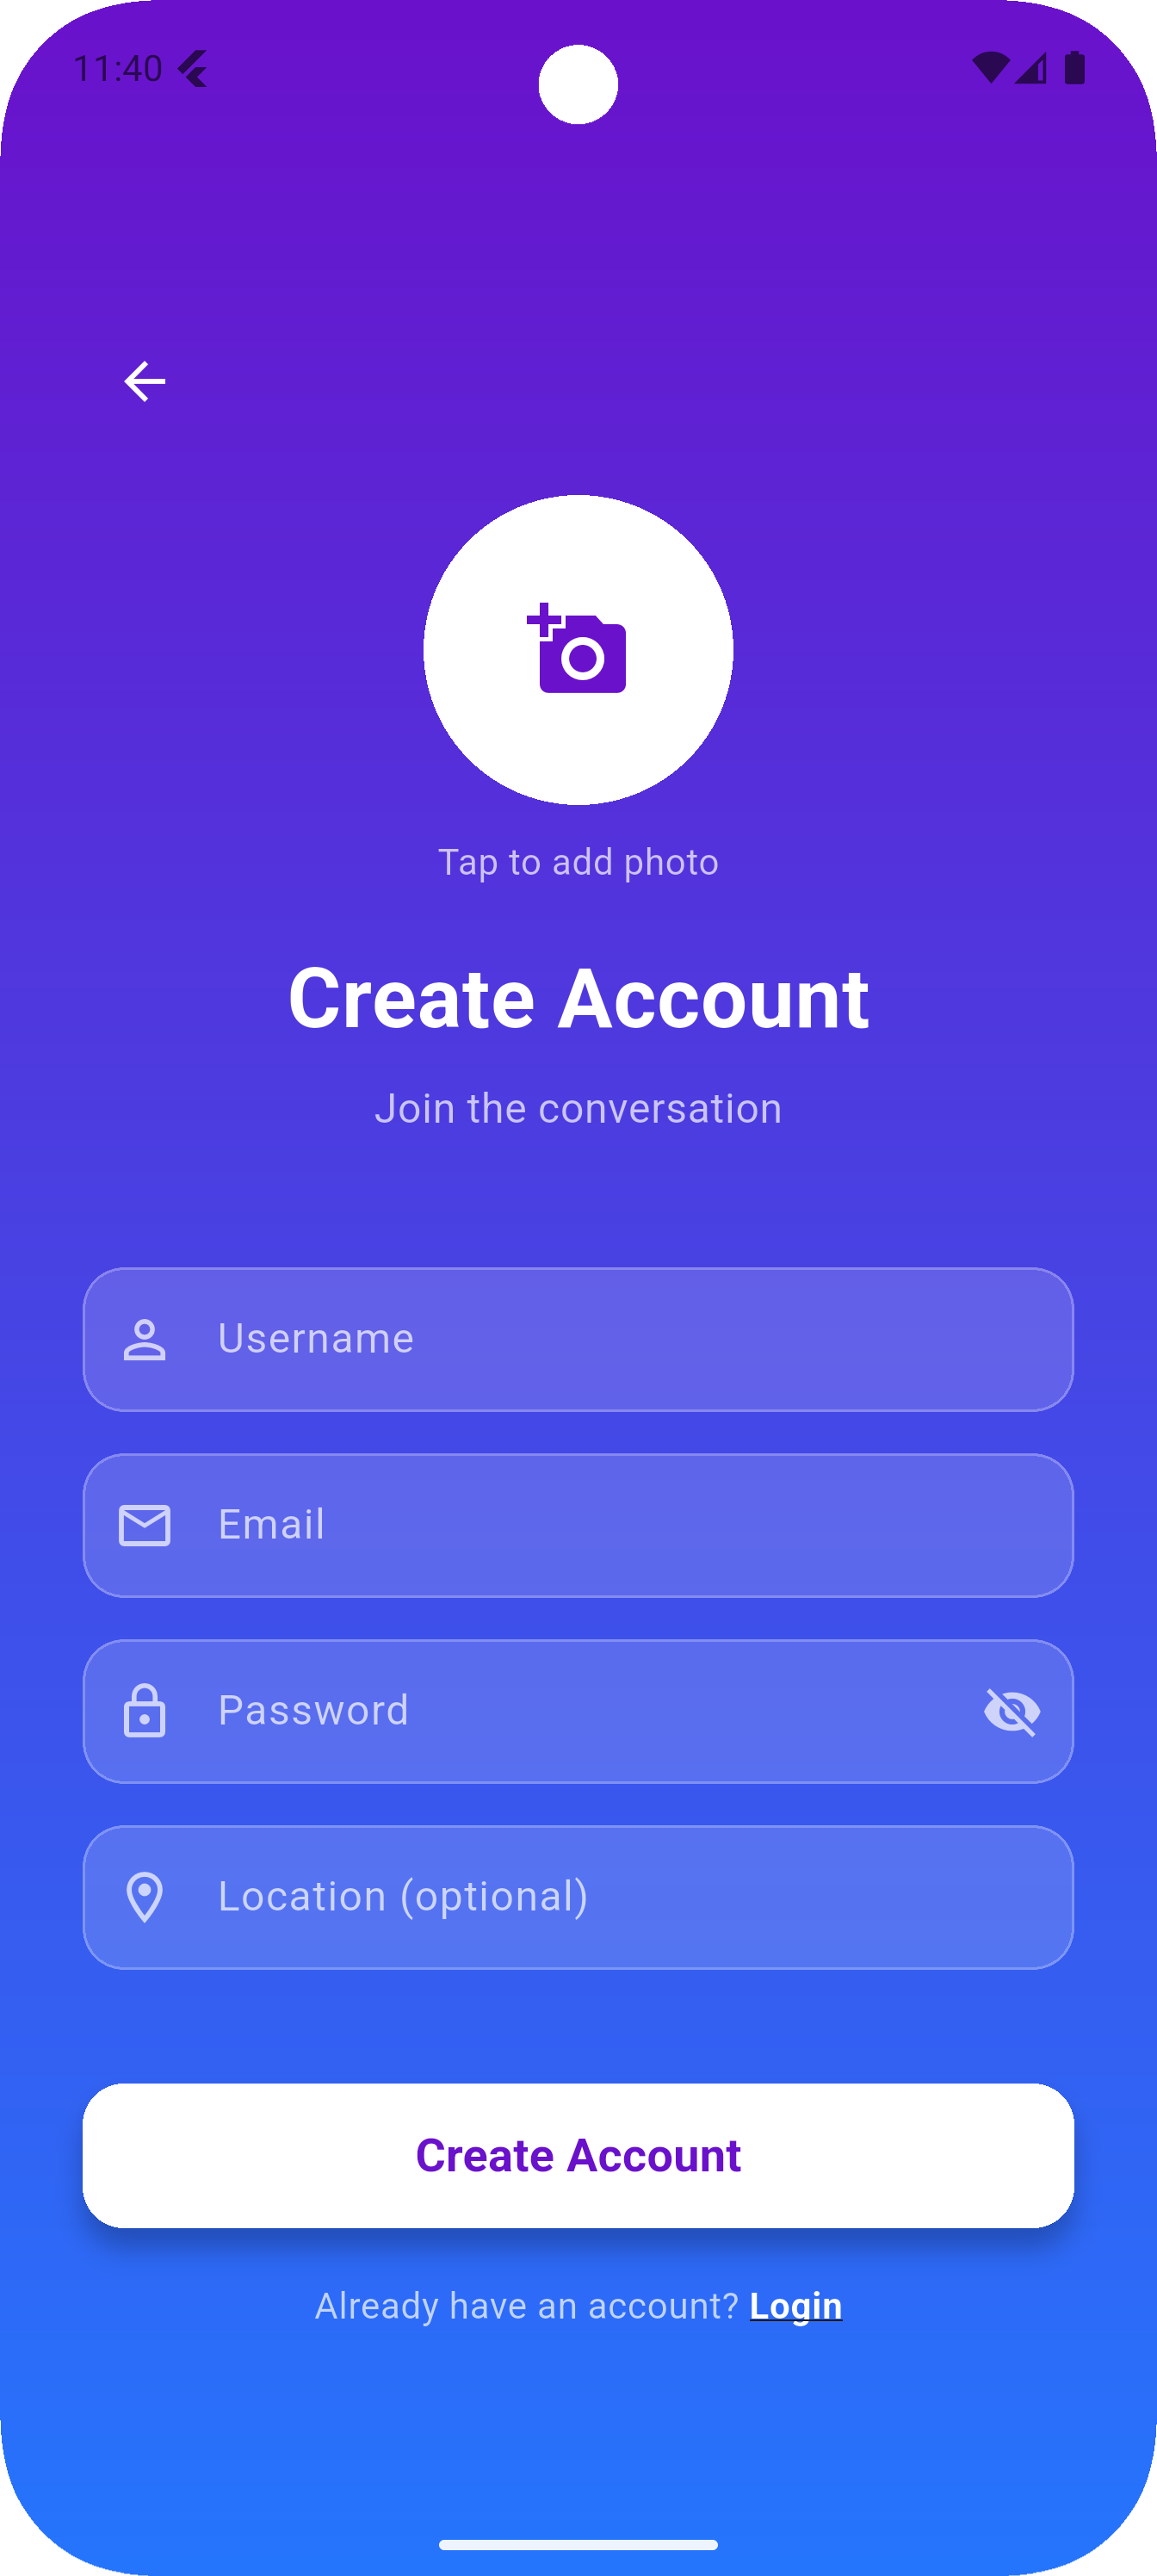 11:40
Tap to add photo
Create Account
Join the conversation
Username
Email
Password
Location (optional)
Create Account
Already have an account? Login